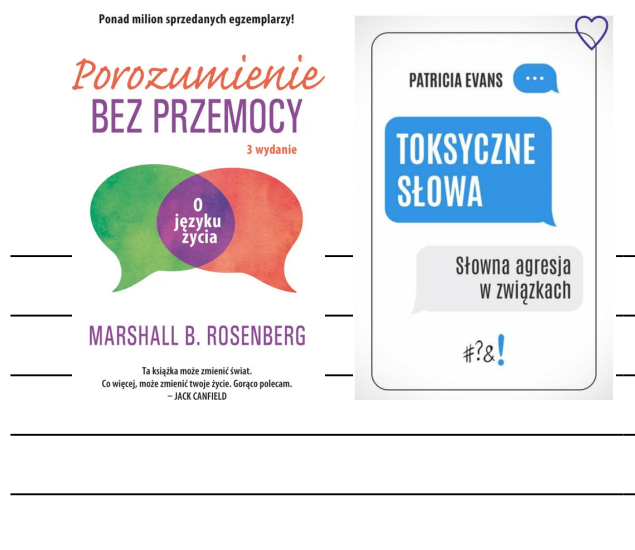 Ponad milion sprzedanych egzemplarzy!
Porozumienie
BEZ PRZEMOCY
3 wydanie
O
języku
życia
MARSHALL B. ROSENBERG
Ta książka może zmienić świat.
Co więcej, może zmienić twoje życie. Gorąco polecam.
– JACK CANFIELD
PATRICIA EVANS
TOKSYCZNE
SŁOWA
Słowna agresja
w związkach
#?&!